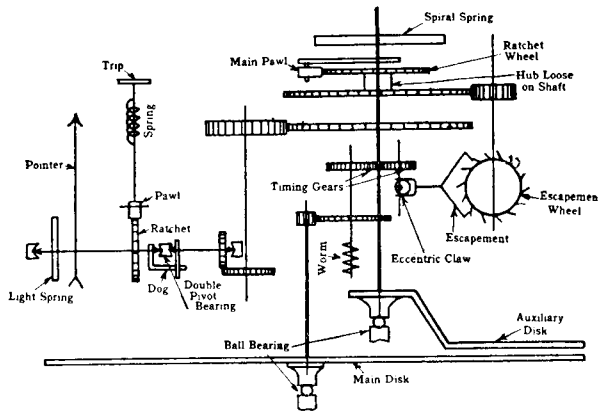 Spiral Spring
Ratchet
Wheel
Main Pawl
Hub Loose
on Shaft
Trip
Spring
Pointer
Pawl
Timing Gears
Escapemen
Wheel
Ratchet
Escapement
Eccentric Claw
Worm
Light Spring
Dog
Double
Pivot
Bearing
Auxiliary
Disk
Ball Bearing
Main Disk